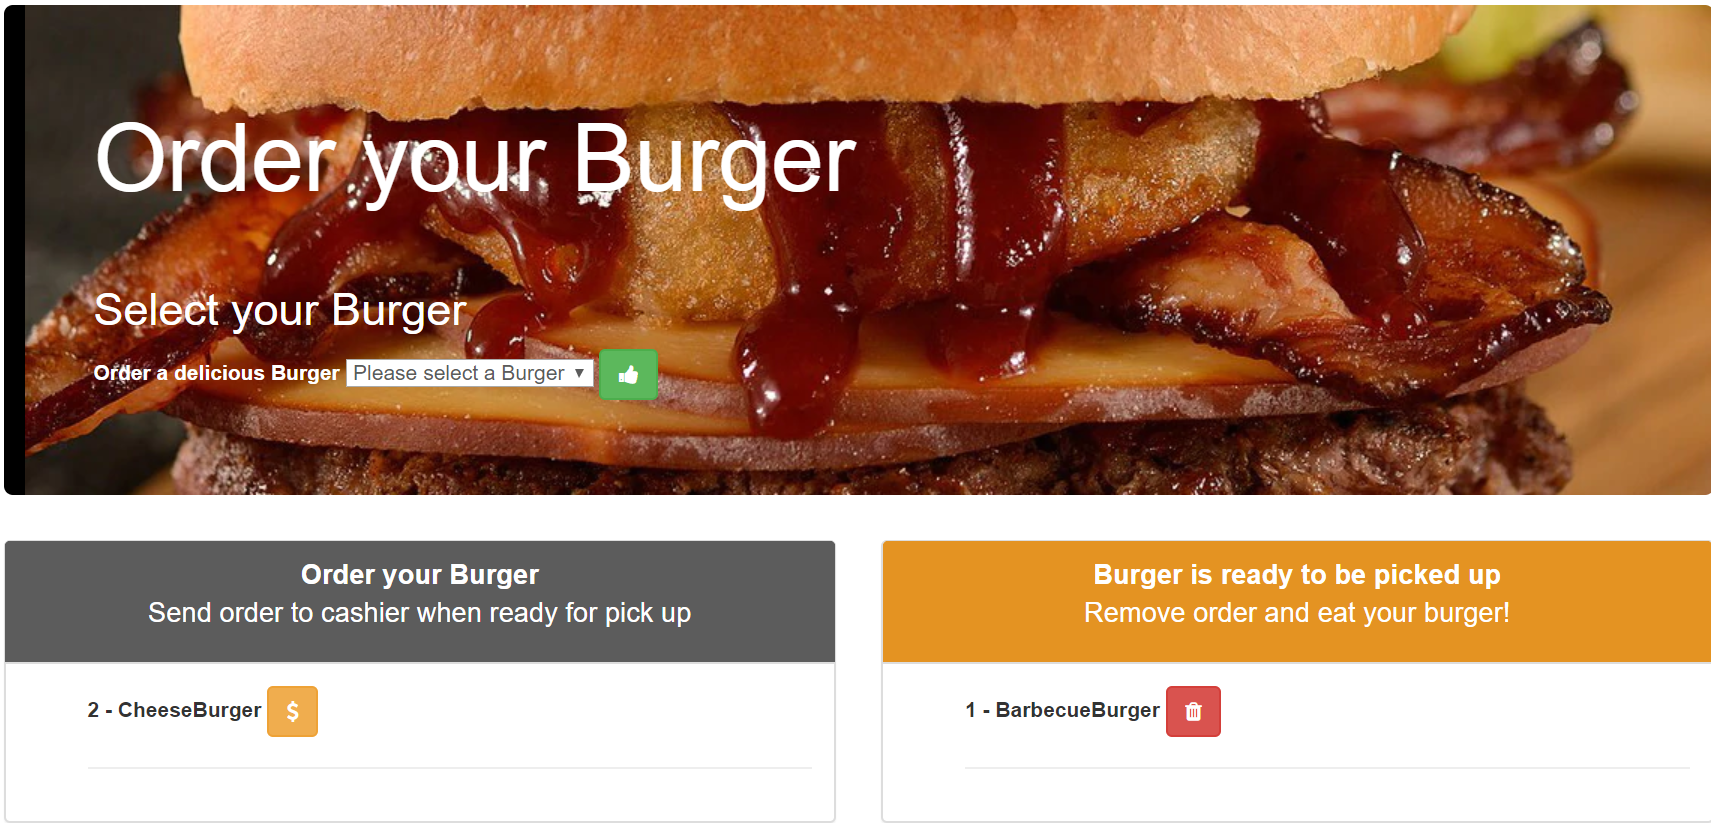 Order your Burger
Select your Burger
Order a delicious Burger Please select a Burger
Order your Burger
Send order to cashier when ready for pick up
2 - CheeseBurger $
Burger is ready to be picked up
Remove order and eat your burger!
1 - BarbecueBurger